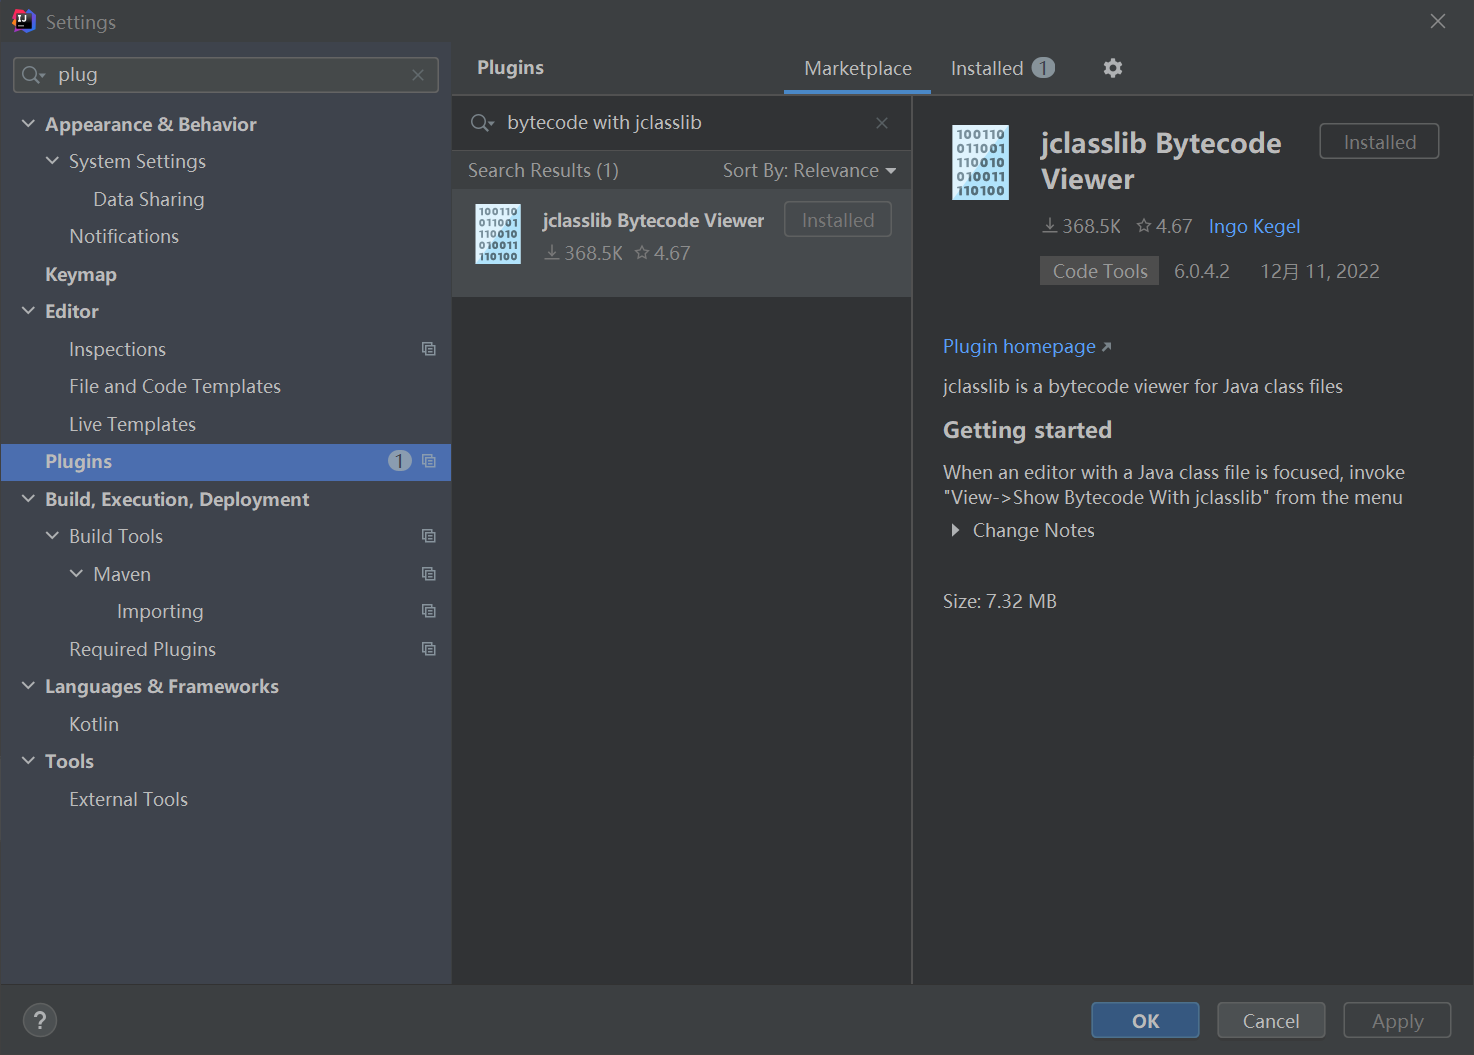 Settings
plug
Appearance & Behavior
System Settings
Data Sharing
Notifications
Keymap
Editor
Inspections
File and Code Templates
Live Templates
Plugins 1
Build, Execution, Deployment
Build Tools
Maven
Importing
Required Plugins
Languages & Frameworks
Kotlin
Tools
External Tools
Plugins Marketplace Installed 1
bytecode with jclasslib
Search Results (1) Sort By: Relevance
100110
011001
110010
010011
110100
jclasslib Bytecode Viewer Installed
368.5K 4.67
100110
011001
110010
010011
110100
jclasslib Bytecode
Viewer
Installed
368.5K 4.67 Ingo Kegel
Code Tools 6.0.4.2 12月 11, 2022
Plugin homepage
jclasslib is a bytecode viewer for Java class files
Getting started
When an editor with a Java class file is focused, invoke
"View->Show Bytecode With jclasslib" from the menu
Change Notes
Size: 7.32 MB
?
OK Cancel Apply